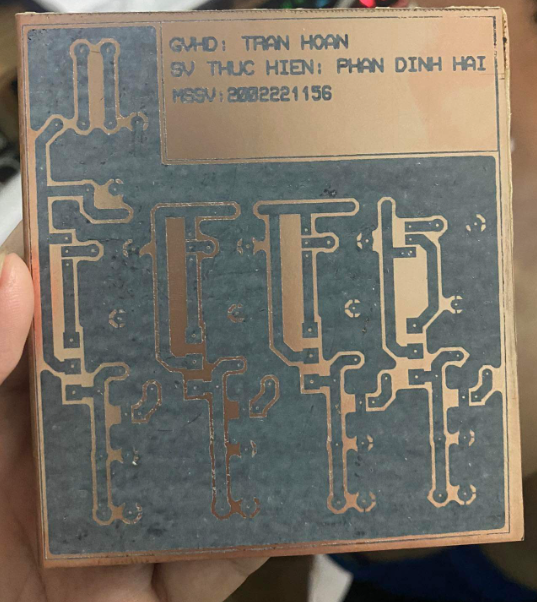 GVHD: TRAN HOAN
SV THUC HIEN: PHAN DINH HAI
MSSV:2002221156